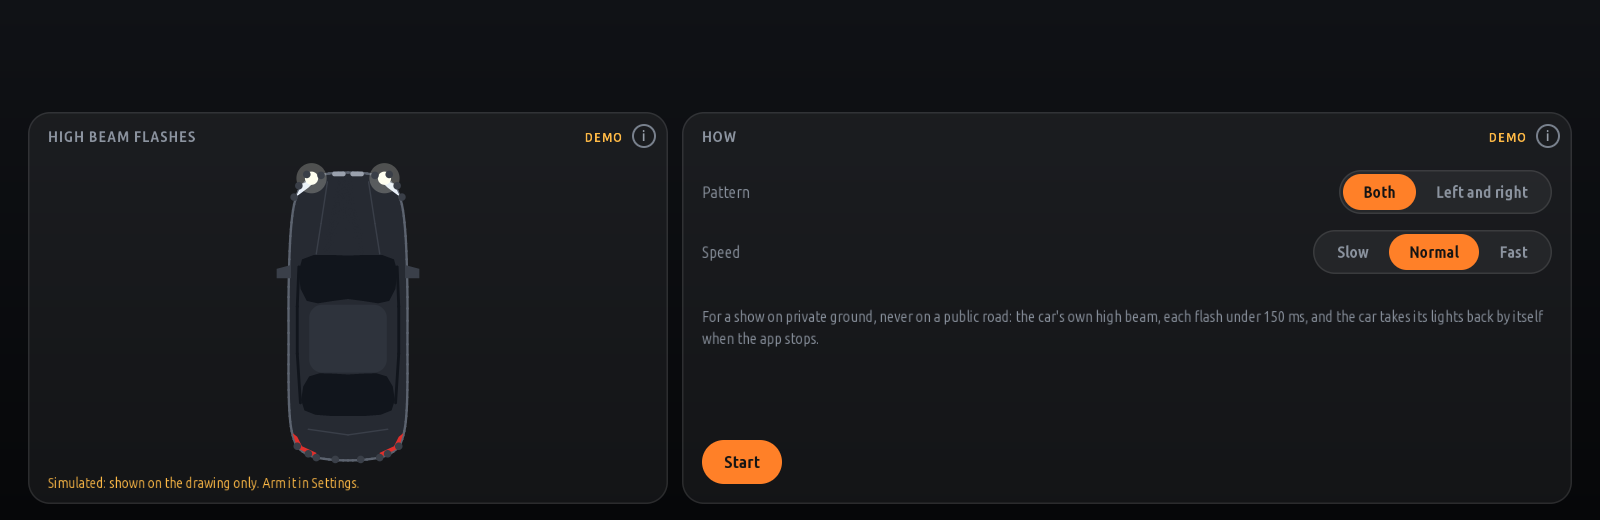 HIGH BEAM FLASHES
DEMO
i
HOW
DEMO
i
Pattern
Both
Left and right
Speed
Slow
Normal
Fast
For a show on private ground, never on a public road: the car's own high beam, each flash under 150 ms, and the car takes its lights back by itself
when the app stops.
Start
Simulated: shown on the drawing only. Arm it in Settings.